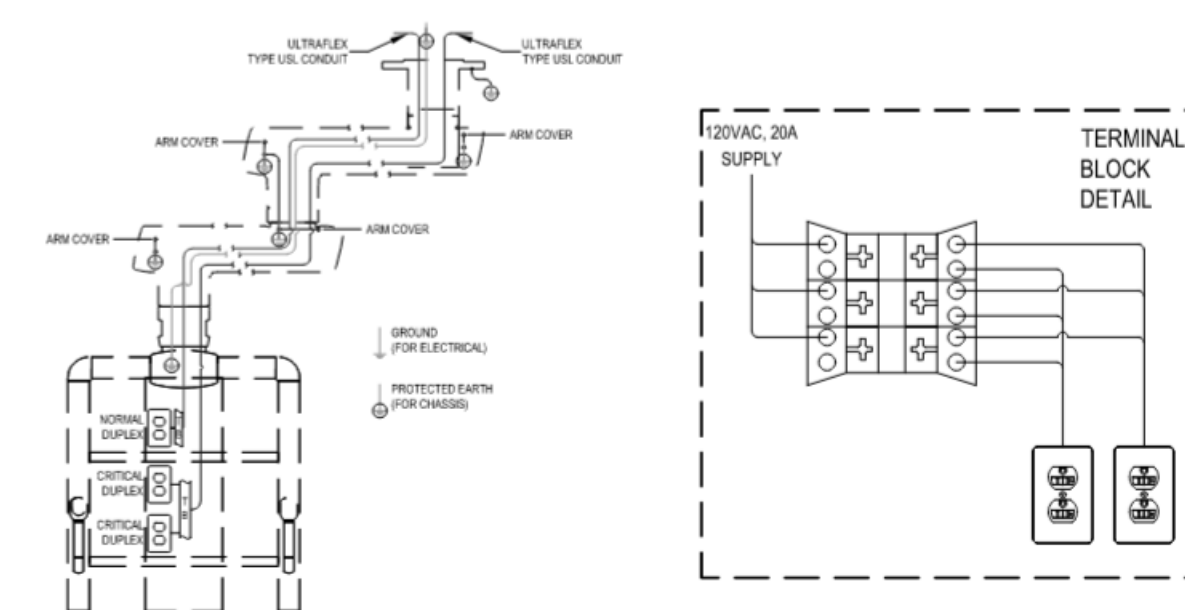 ULTRAFLEX
TYPE USL CONDUIT
ULTRAFLEX
TYPE USL CONDUIT
ARM COVER
ARM COVER
ARM COVER
ARM COVER
GROUND
(FOR ELECTRICAL)
PROTECTED EARTH
(FOR CHASSIS)
NORMAL
DUPLEX
T
B
CRITICAL
DUPLEX
T
B
CRITICAL
DUPLEX
120VAC, 20A
SUPPLY
TERMINAL
BLOCK
DETAIL